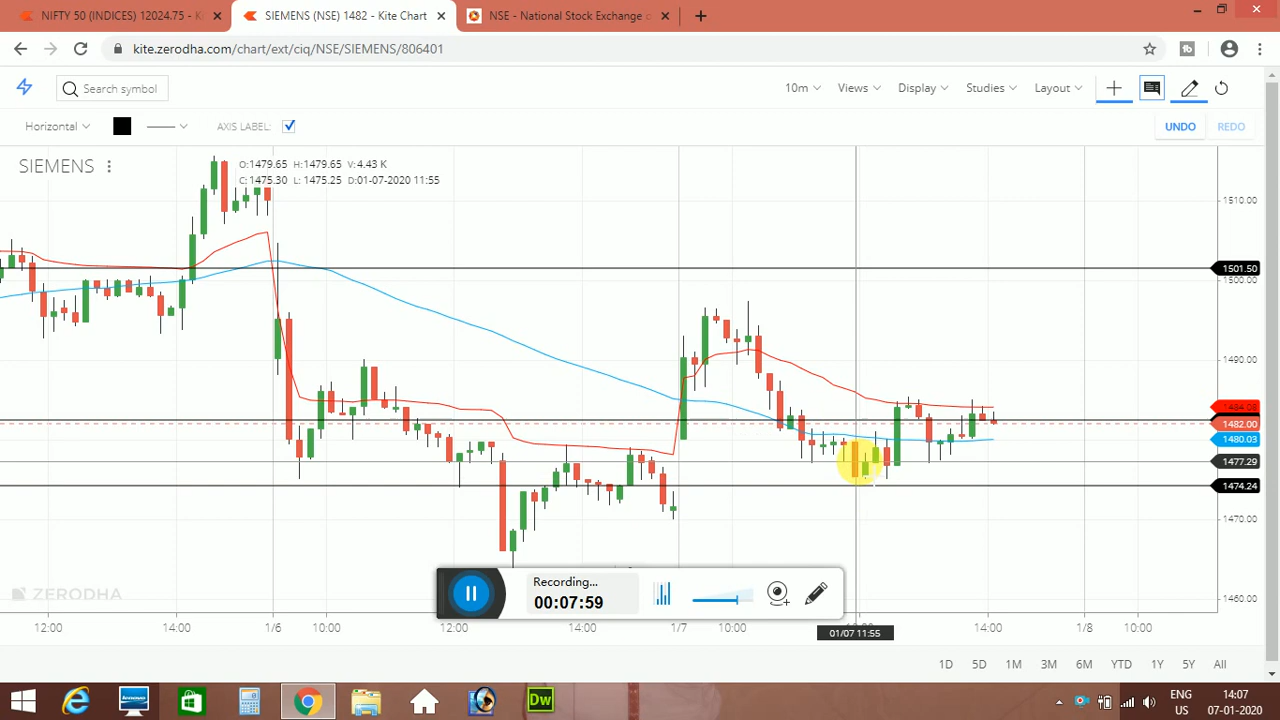 NIFTY 50 (INDICES) 12024.75 - K
SIEMENS (NSE) 1482 - Kite Chart
NSE - National Stock Exchange
kite.zerodha.com/chart/ext/ciq/NSE/SIEMENS/806401
Search symbol
10m
Views
Display
Studies
Layout
Horizontal
AXIS LABEL:
UNDO
REDO
SIEMENS
O:1479.65 H:1479.65 V:4.43 K
C:1475.30 L:1475.25 D:01-07-2020 11:55
1510.00
1501.50
1500.00
1490.00
1484.08
1482.00
1480.03
1477.29
1474.24
1470.00
1460.00
Recording...
00:07:59
ZERODHA
12:00 14:00 1/6 10:00 12:00 14:00 1/7 10:00 14:00 1/8 10:00
01/07 11:55
1D 5D 1M 3M 6M YTD 1Y 5Y All
Lenovo
Dw
ENG
US
14:07
07-01-2020